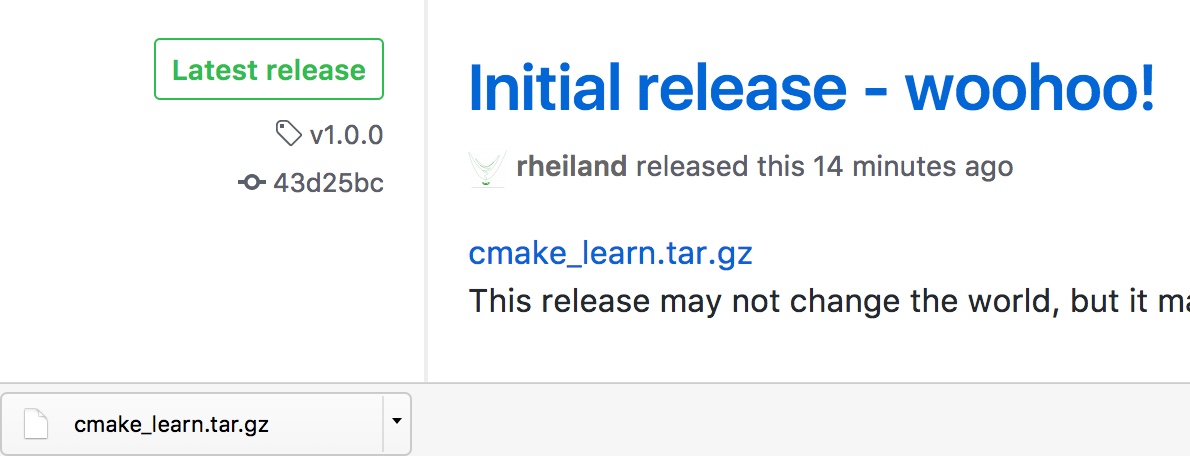 Latest release
v1.0.0
43d25bc
Initial release - woohoo!
rheiland released this 14 minutes ago
cmake_learn.tar.gz
This release may not change the world, but it ma
cmake_learn.tar.gz